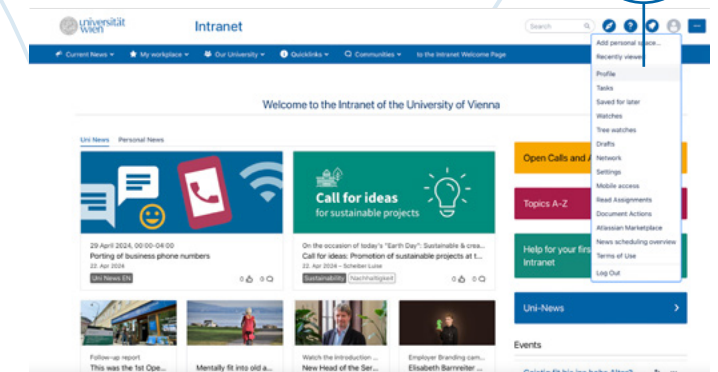 universität
wien
Intranet
Search
Current News
My workplace
Our University
Quicklinks
Communities
to the Intranet Welcome Page
Add personal space...
Recently viewed
Profile
Tasks
Saved for later
Watches
Tree watches
Drafts
Network
Settings
Mobile access
Read Assignments
Document Actions
Atlassian Marketplace
News scheduling overview
Terms of Use
Log Out
Welcome to the Intranet of the University of Vienna
Uni News Personal News
Call for ideas
for sustainable projects
29 April 2024, 00:00-04:00
Porting of business phone numbers
22. Apr 2024
Uni News EN
0 0
On the occasion of today's "Earth Day": Sustainable & crea...
Call for ideas: Promotion of sustainable projects at t...
22. Apr 2024 – Scheiber Luise
Sustainability Nachhaltigkeit
0 0
Open Calls and
Topics A-Z
Help for your firs
Intranet
Uni-News
Events
Follow-up report
This was the 1st Ope...
Mentally fit into old a...
Watch the introduction ...
New Head of the Ser...
Employer Branding cam...
Elisabeth Barnreiter ...